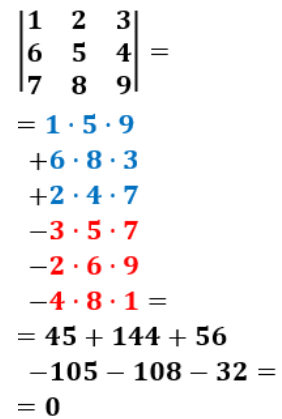 |1 2 3|
|6 5 4| =
|7 8 9|
= 1 · 5 · 9
+6 · 8 · 3
+2 · 4 · 7
−3 · 5 · 7
−2 · 6 · 9
−4 · 8 · 1 =
= 45 + 144 + 56
−105 − 108 − 32 =
= 0